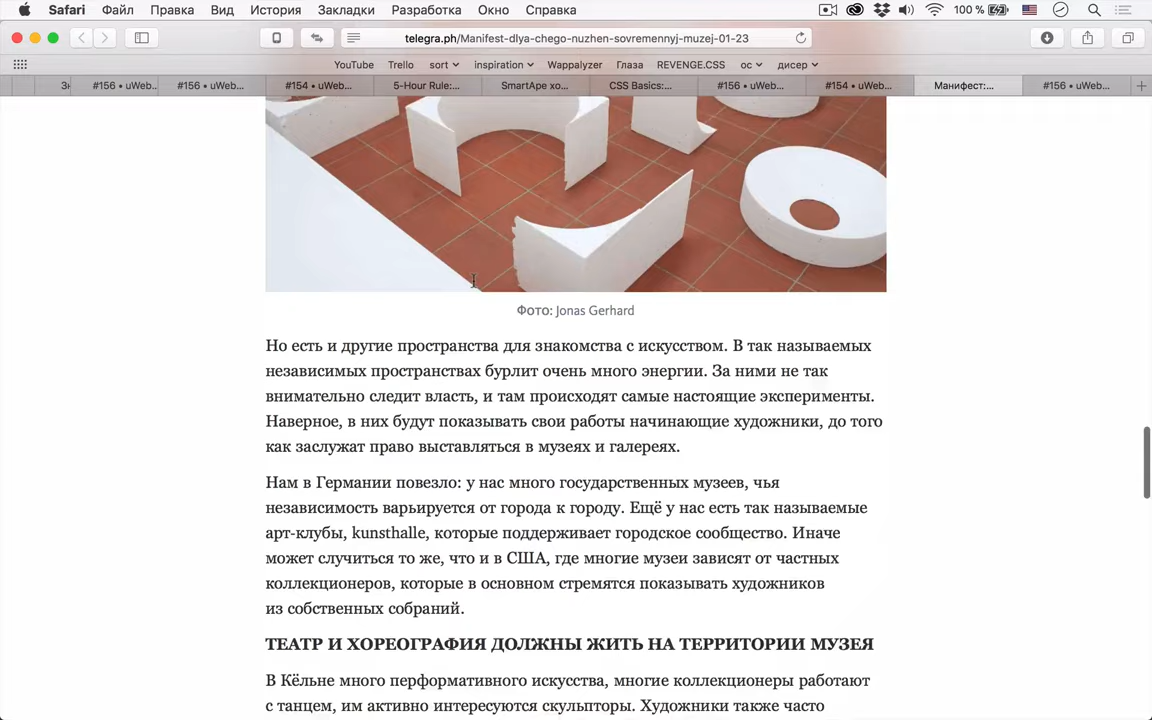 Safari Файл Правка Вид История Закладки Разработка Окно Справка 100 %
telegra.ph/Manifest-dlya-chego-nuzhen-sovremennyj-muzej-01-23
YouTube Trello sort inspiration Wappalyzer Глаза REVENGE.CSS ос дисер
#156 • uWeb... #156 • uWeb... #154 • uWeb... 5-Hour Rule:... SmartApe хо... CSS Basics:... #156 • uWeb... #154 • uWeb... Манифест:... #156 • uWeb...
Фото: Jonas Gerhard
Но есть и другие пространства для знакомства с искусством. В так называемых
независимых пространствах бурлит очень много энергии. За ними не так
внимательно следит власть, и там происходят самые настоящие эксперименты.
Наверное, в них будут показывать свои работы начинающие художники, до того
как заслужат право выставляться в музеях и галереях.
Нам в Германии повезло: у нас много государственных музеев, чья
независимость варьируется от города к городу. Ещё у нас есть так называемые
арт-клубы, kunsthalle, которые поддерживает городское сообщество. Иначе
может случиться то же, что и в США, где многие музеи зависят от частных
коллекционеров, которые в основном стремятся показывать художников
из собственных собраний.
ТЕАТР И ХОРЕОГРАФИЯ ДОЛЖНЫ ЖИТЬ НА ТЕРРИТОРИИ МУЗЕЯ
В Кёльне много перформативного искусства, многие коллекционеры работают
с танцем, им активно интересуются скульпторы. Художники также часто